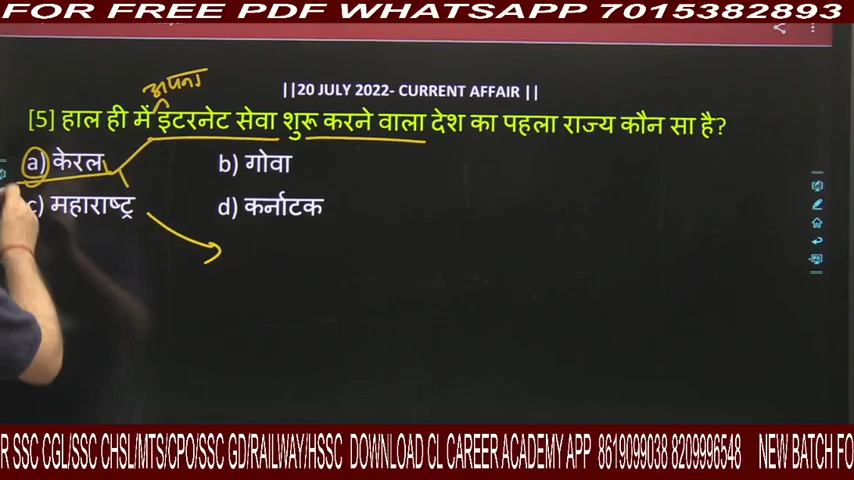 FOR FREE PDF WHATSAPP 7015382893
||20 JULY 2022- CURRENT AFFAIR ||
अपना
[5] हाल ही में इंटरनेट सेवा शुरू करने वाला देश का पहला राज्य कौन सा है?
a) केरल b) गोवा
c) महाराष्ट्र d) कर्नाटक
R SSC CGL/SSC CHSL/MTS/CPO/SSC GD/RAILWAY/HSSC DOWNLOAD CL CAREER ACADEMY APP 8619099038 8209996548 NEW BATCH FO